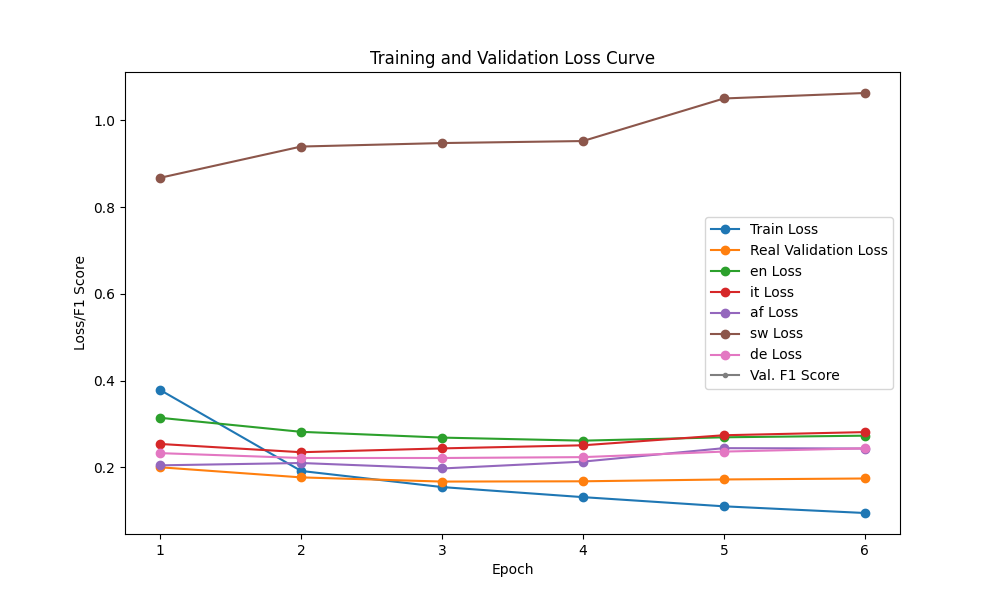 Training and Validation Loss Curve
Loss/F1 Score
1.0
0.8
0.6
0.4
0.2
Train Loss
Real Validation Loss
en Loss
it Loss
af Loss
sw Loss
de Loss
Val. F1 Score
1 2 3 4 5 6
Epoch